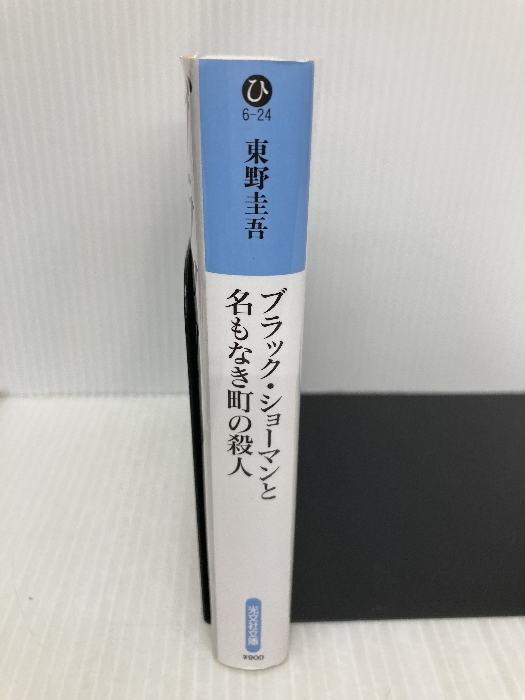 ひ
6-24
東野圭吾
ブラック・ショーマンと
名もなき町の殺人
光文社文庫
¥900